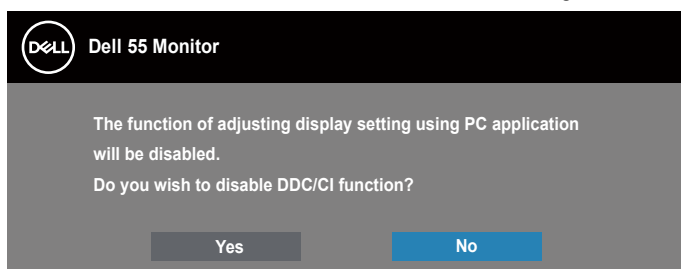 DELL Dell 55 Monitor
The function of adjusting display setting using PC application
will be disabled.
Do you wish to disable DDC/CI function?
Yes No